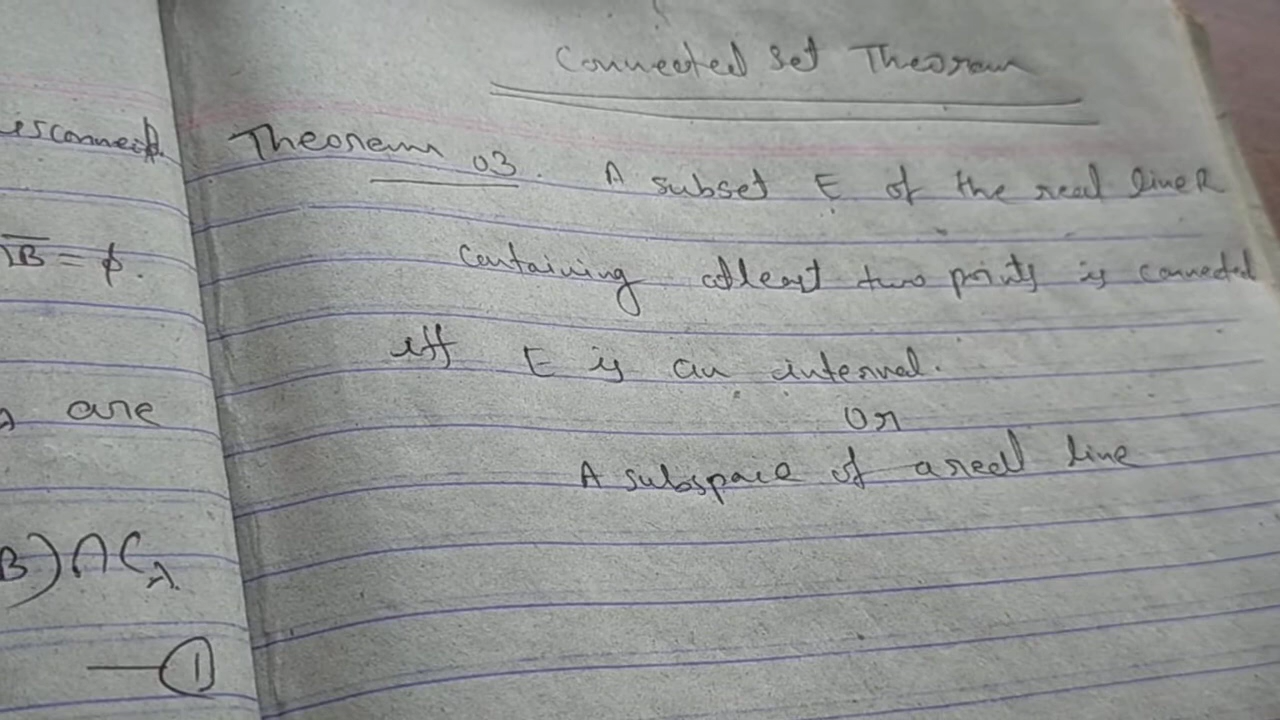 Connected Set Theorem
Theorem 03. A subset E of the real line R
containing atleast two points is connected
iff E is an interval.
Or
A subspace of a real line
B̅ = ϕ.
are
B) ∩ C_λ
— ①